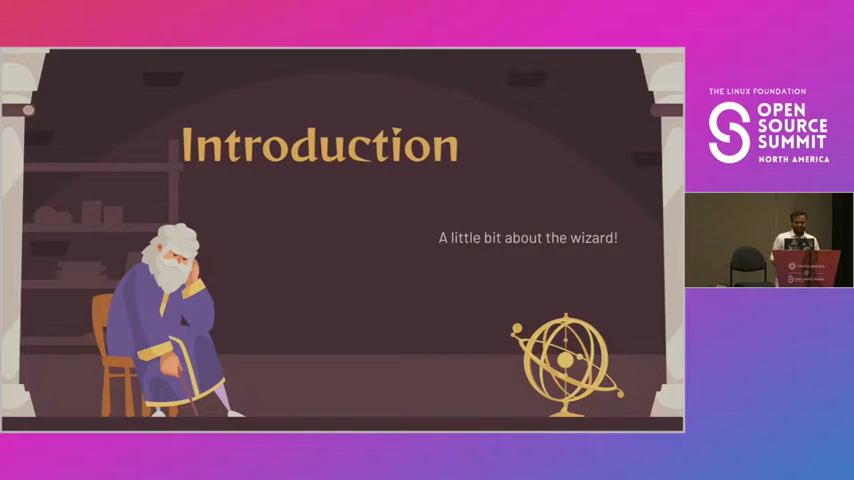 Introduction
A little bit about the wizard!
THE LINUX FOUNDATION
OPEN
SOURCE
SUMMIT
NORTH AMERICA